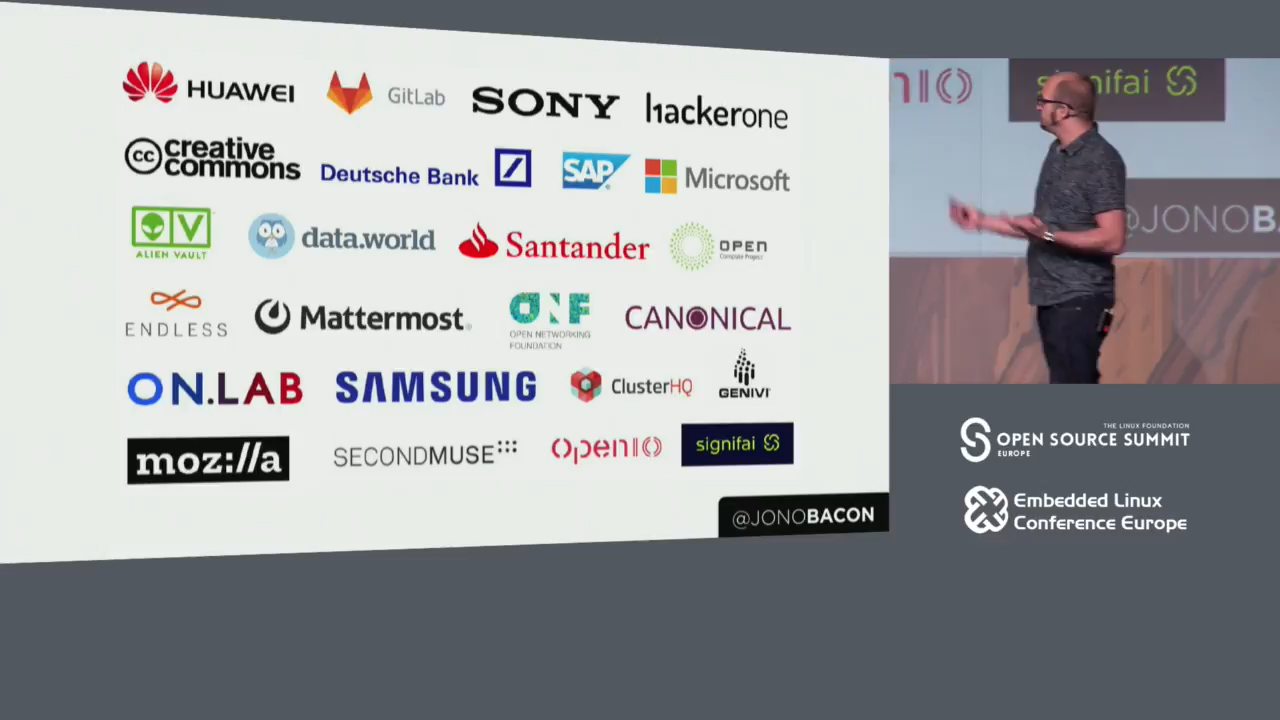 HUAWEI GitLab SONY hackerone
cc creative commons Deutsche Bank SAP Microsoft
ALIEN VAULT data.world Santander OPEN Compute Project
ENDLESS Mattermost ONF OPEN NETWORKING FOUNDATION CANONICAL
ON.LAB SAMSUNG ClusterHQ GENIVI
moz://a SECONDMUSE OpenIO signifai
@JONOBACON
nIO signifai
@JONOBA
THE LINUX FOUNDATION
OPEN SOURCE SUMMIT
EUROPE
Embedded Linux
Conference Europe